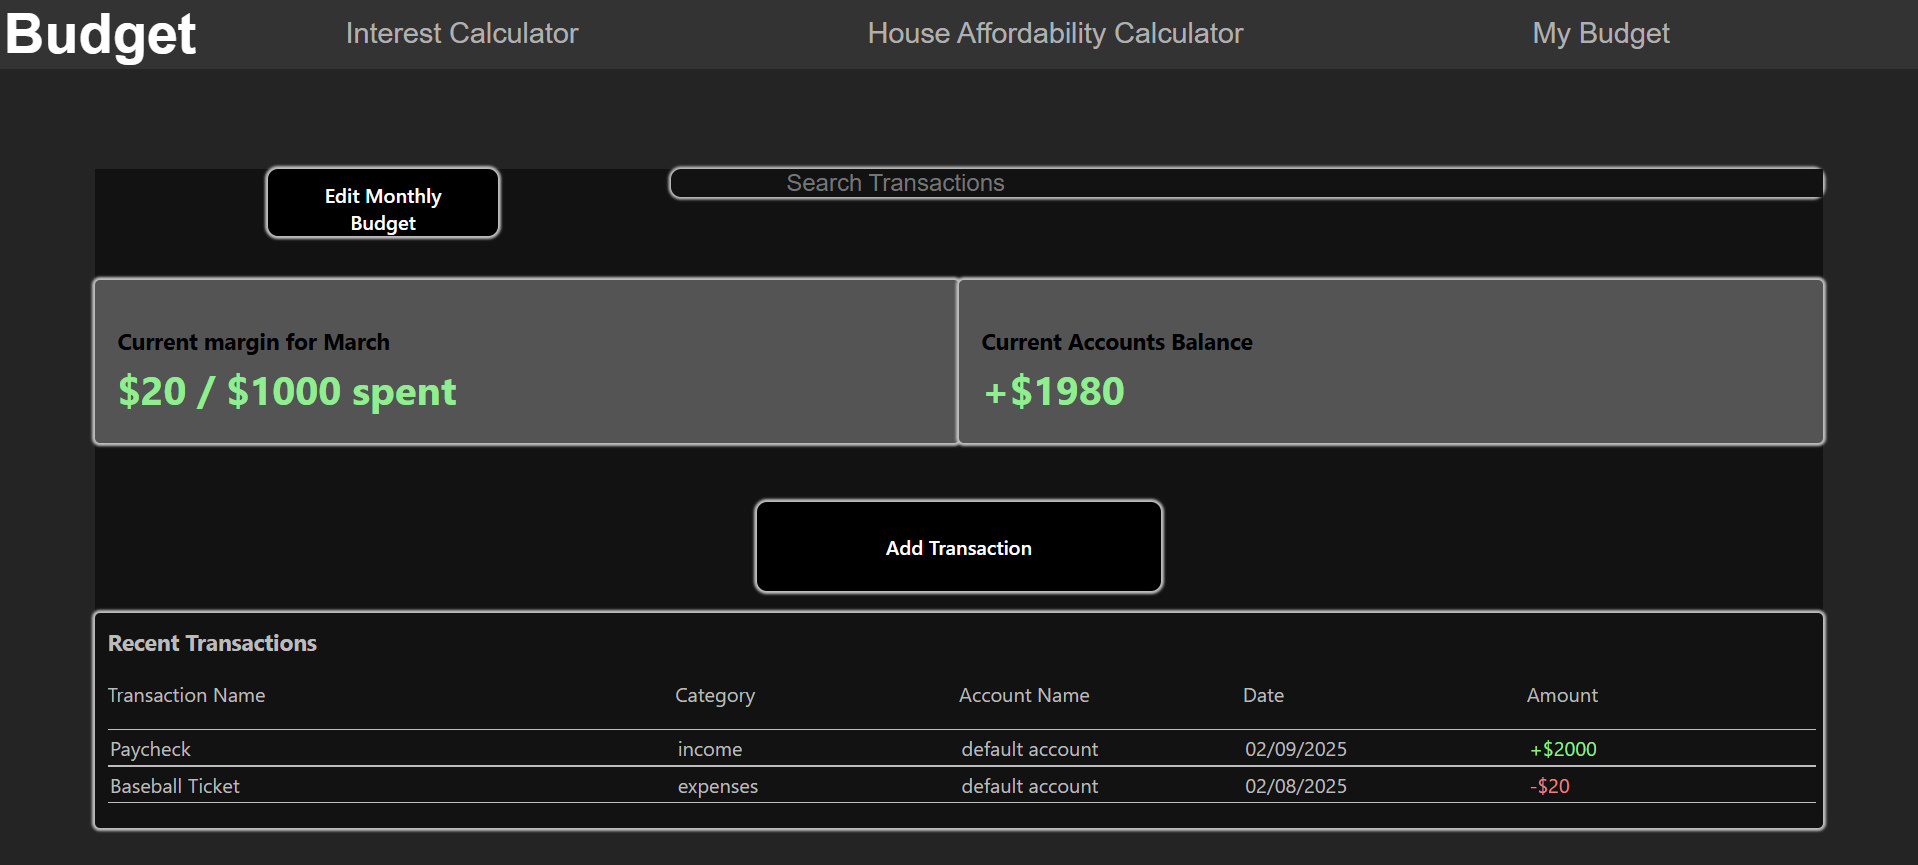 Budget Interest Calculator House Affordability Calculator My Budget
Edit Monthly
Budget
Search Transactions
Current margin for March
$20 / $1000 spent
Current Accounts Balance
+$1980
Add Transaction
Recent Transactions
Transaction Name Category Account Name Date Amount
Paycheck income default account 02/09/2025 +$2000
Baseball Ticket expenses default account 02/08/2025 -$20